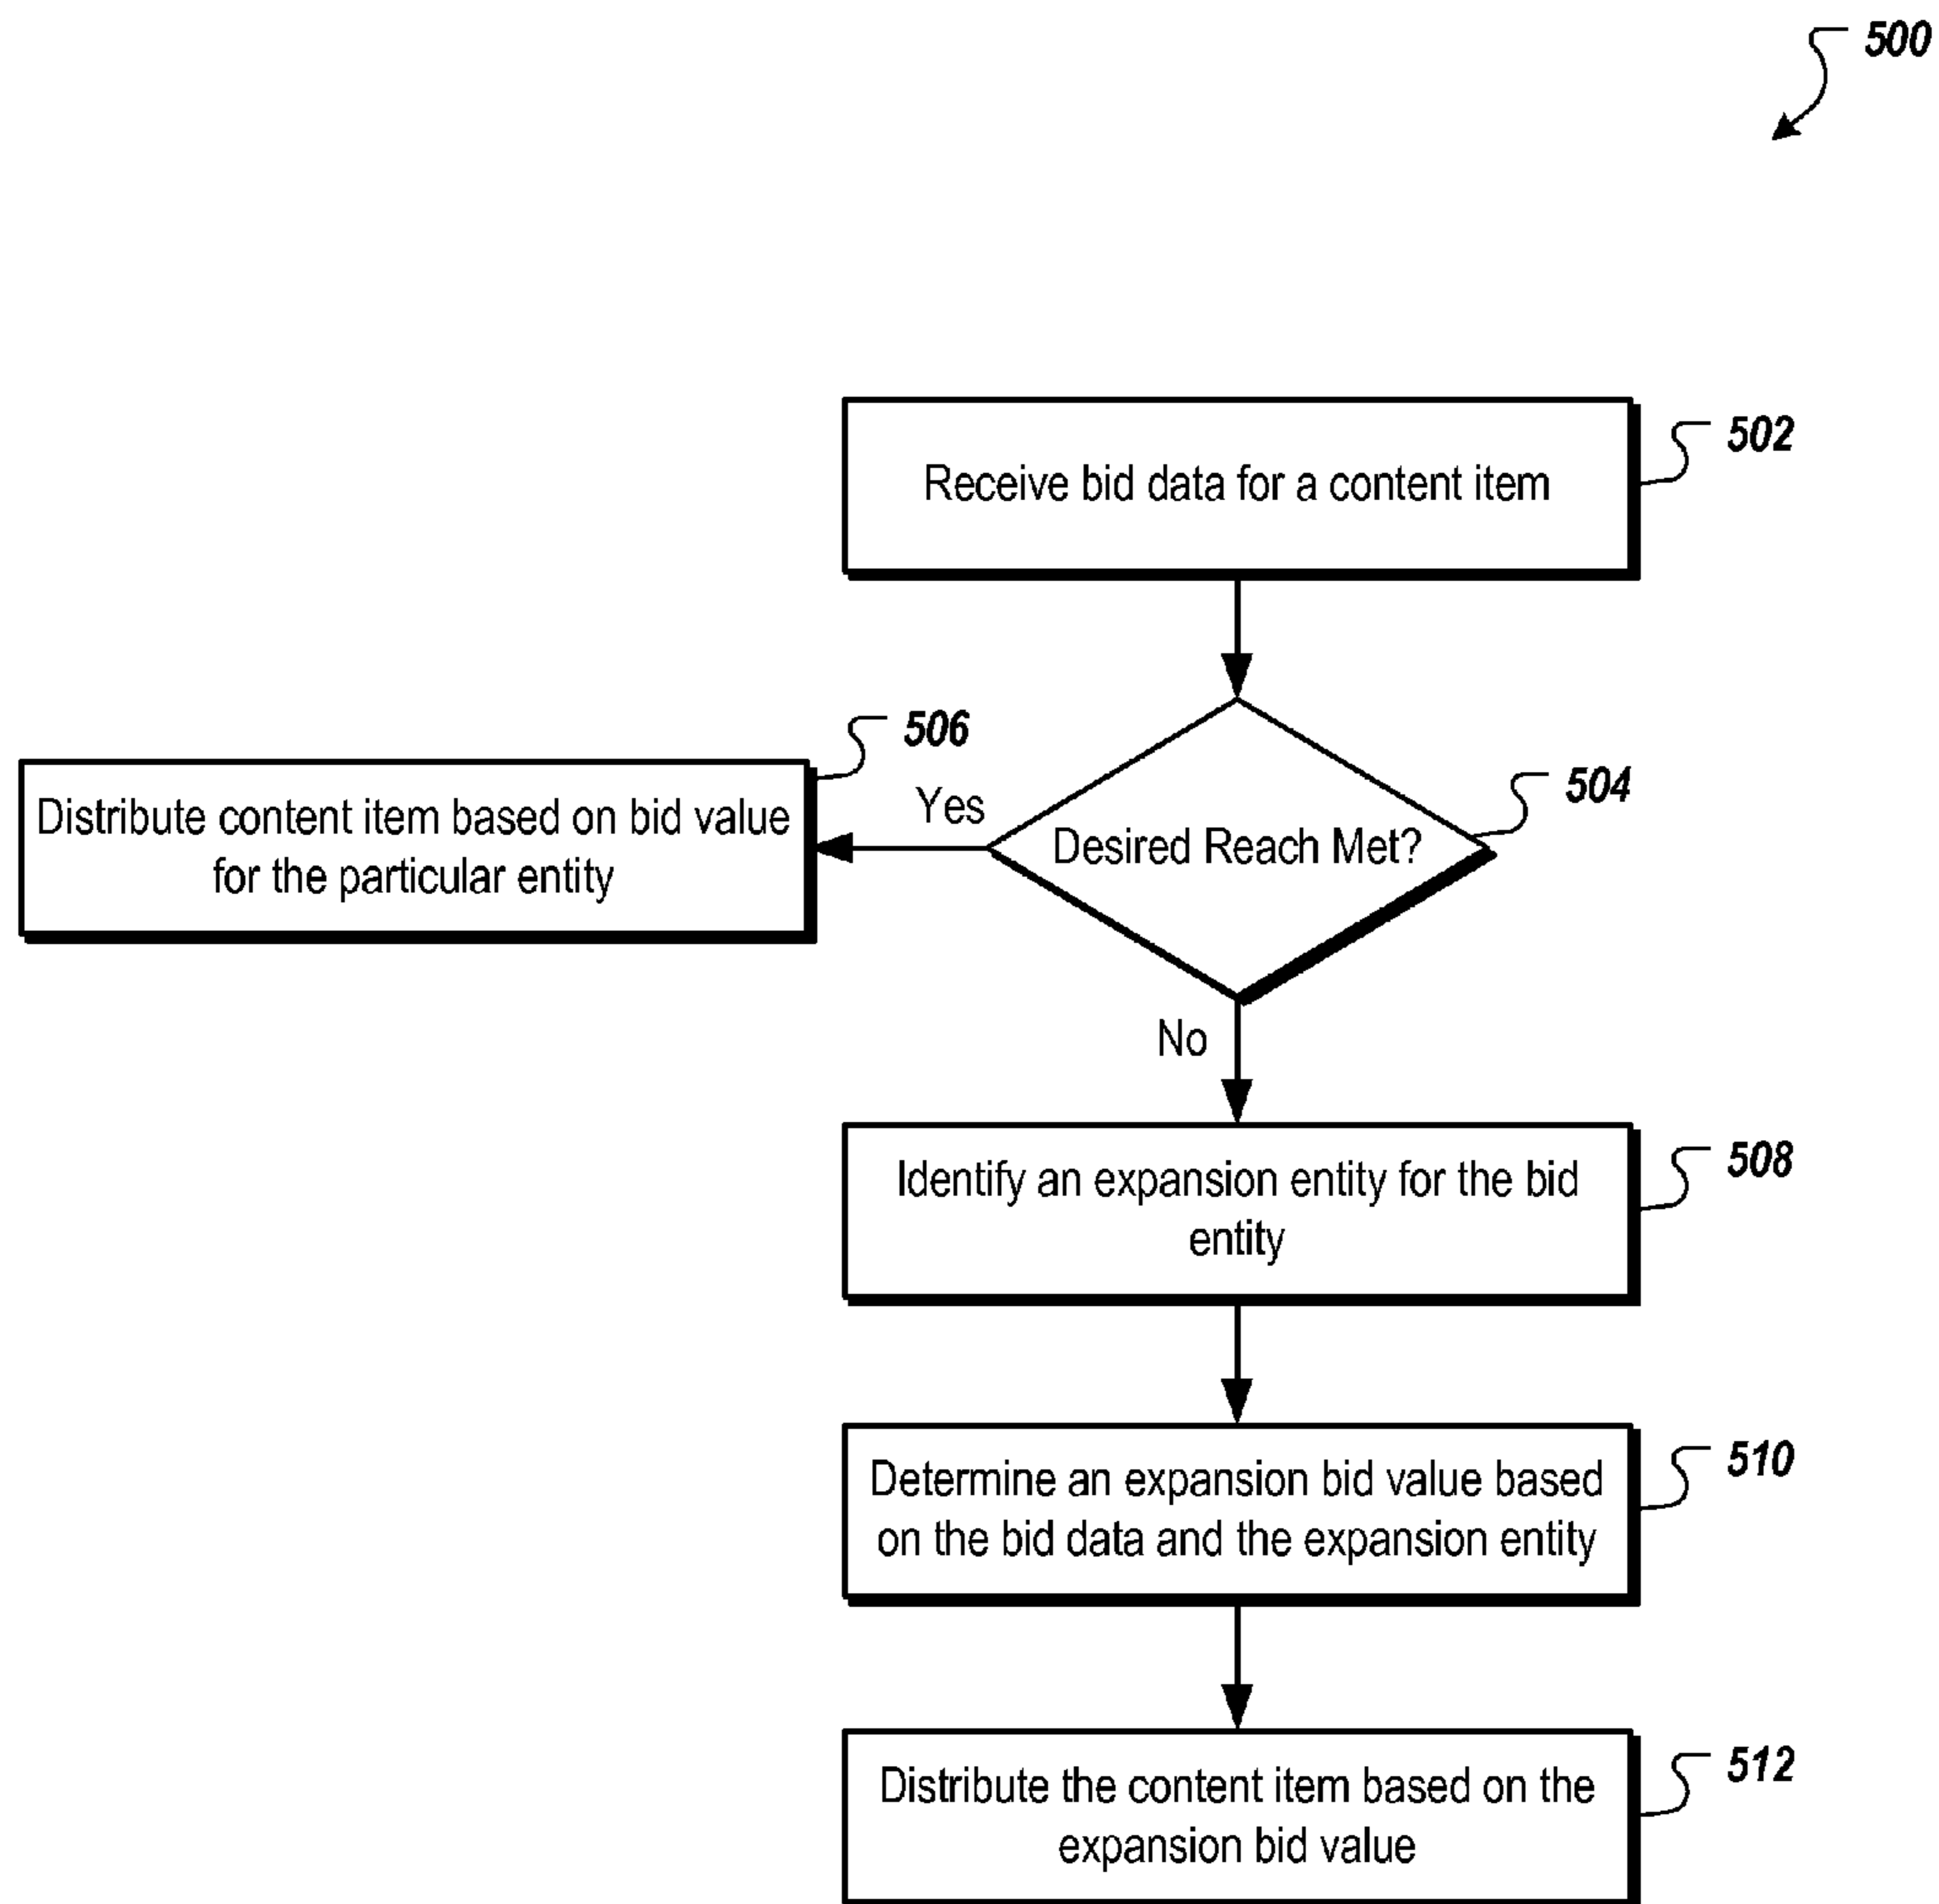 500
Receive bid data for a content item
502
506
Distribute content item based on bid value
for the particular entity
Yes
Desired Reach Met?
504
No
Identify an expansion entity for the bid
entity
508
Determine an expansion bid value based
on the bid data and the expansion entity
510
Distribute the content item based on the
expansion bid value
512